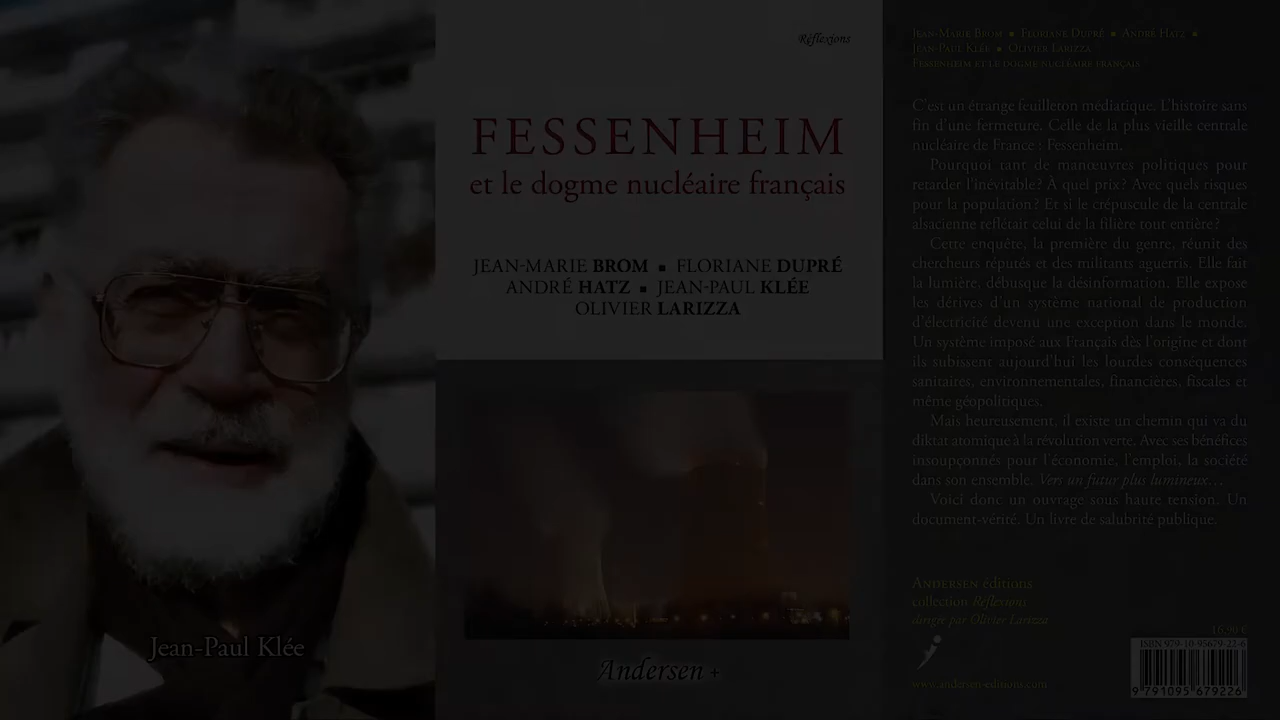 Jean-Paul Klée
Réflexions
FESSENHEIM
et le dogme nucléaire français
JEAN-MARIE BROM ▪ FLORIANE DUPRÉ
ANDRÉ HATZ ▪ JEAN-PAUL KLÉE
OLIVIER LARIZZA
Andersen +
JEAN-MARIE BROM ▪ FLORIANE DUPRÉ ▪ ANDRÉ HATZ ▪
JEAN-PAUL KLÉE ▪ OLIVIER LARIZZA
FESSENHEIM ET LE DOGME NUCLÉAIRE FRANÇAIS
C'est un étrange feuilleton médiatique. L'histoire sans
fin d'une fermeture. Celle de la plus vieille centrale
nucléaire de France : Fessenheim.
Pourquoi tant de manœuvres politiques pour
retarder l'inévitable ? À quel prix ? Avec quels risques
pour la population ? Et si le crépuscule de la centrale
alsacienne reflétait celui de la filière tout entière ?
Cette enquête, la première du genre, réunit des
chercheurs réputés et des militants aguerris. Elle fait
la lumière, débusque la désinformation. Elle expose
les dérives d'un système national de production
d'électricité devenu une exception dans le monde.
Un système imposé aux Français dès l'origine et dont
ils subissent aujourd'hui les lourdes conséquences
sanitaires, environnementales, financières, fiscales et
même géopolitiques.
Mais heureusement, il existe un chemin qui va du
diktat atomique à la révolution verte. Avec ses bénéfices
insoupçonnés pour l'économie, l'emploi, la société
dans son ensemble. Vers un futur plus lumineux…
Voici donc un ouvrage sous haute tension. Un
document-vérité. Un livre de salubrité publique.
ANDERSEN éditions
collection Réflexions
dirigée par Olivier Larizza
16,90 €
ISBN 979-10-95679-22-6
www.andersen-editions.com
9 791095 679226